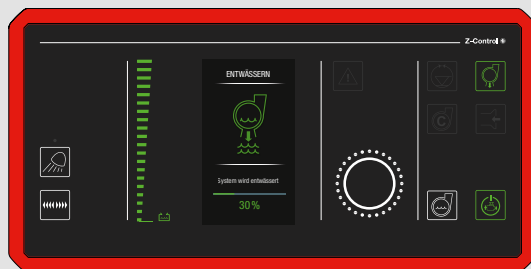 Z-Control
ENTWÄSSERN
System wird entwässert
30%
C